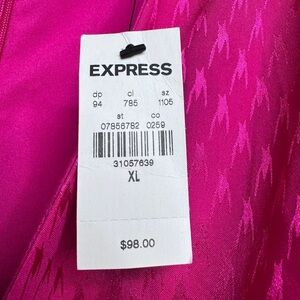 EXPRESS
dp cl sz
94 785 1105
st co
07856782 0259
31057639
XL
$98.00